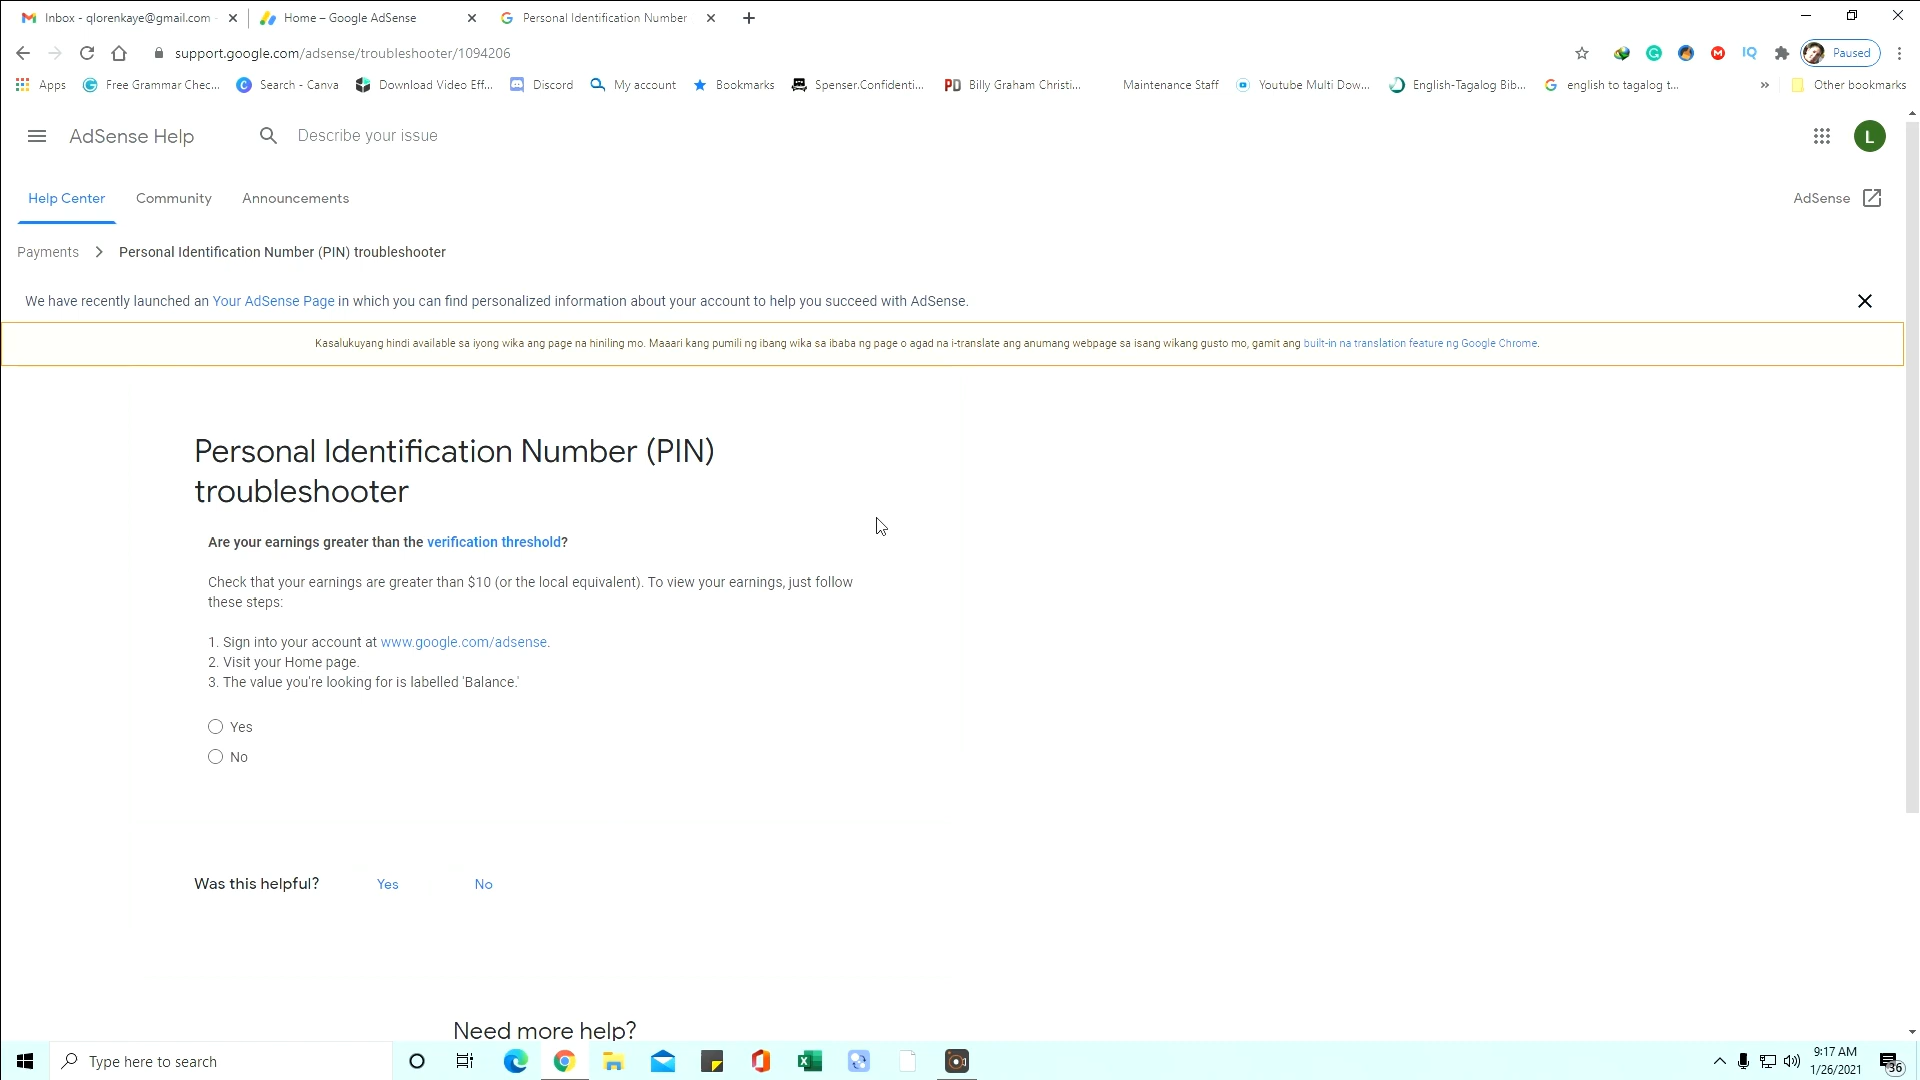 Inbox - qlorenkaye@gmail.com -
Home – Google AdSense
Personal Identification Number
support.google.com/adsense/troubleshooter/1094206
Paused
Apps
Free Grammar Chec...
Search - Canva
Download Video Eff...
Discord
My account
Bookmarks
Spenser.Confidenti...
PD Billy Graham Christi...
Maintenance Staff
Youtube Multi Dow...
English-Tagalog Bib...
english to tagalog t...
Other bookmarks
AdSense Help
Describe your issue
L
Help Center
Community
Announcements
AdSense
Payments
Personal Identification Number (PIN) troubleshooter
We have recently launched an Your AdSense Page in which you can find personalized information about your account to help you succeed with AdSense.
Kasalukuyang hindi available sa iyong wika ang page na hiniling mo. Maaari kang pumili ng ibang wika sa ibaba ng page o agad na i-translate ang anumang webpage sa isang wikang gusto mo, gamit ang built-in na translation feature ng Google Chrome.
Personal Identification Number (PIN)
troubleshooter
Are your earnings greater than the verification threshold?
Check that your earnings are greater than $10 (or the local equivalent). To view your earnings, just follow
these steps:
1. Sign into your account at www.google.com/adsense.
2. Visit your Home page.
3. The value you're looking for is labelled 'Balance.'
Yes
No
Was this helpful?
Yes
No
Need more help?
Type here to search
9:17 AM
1/26/2021
36